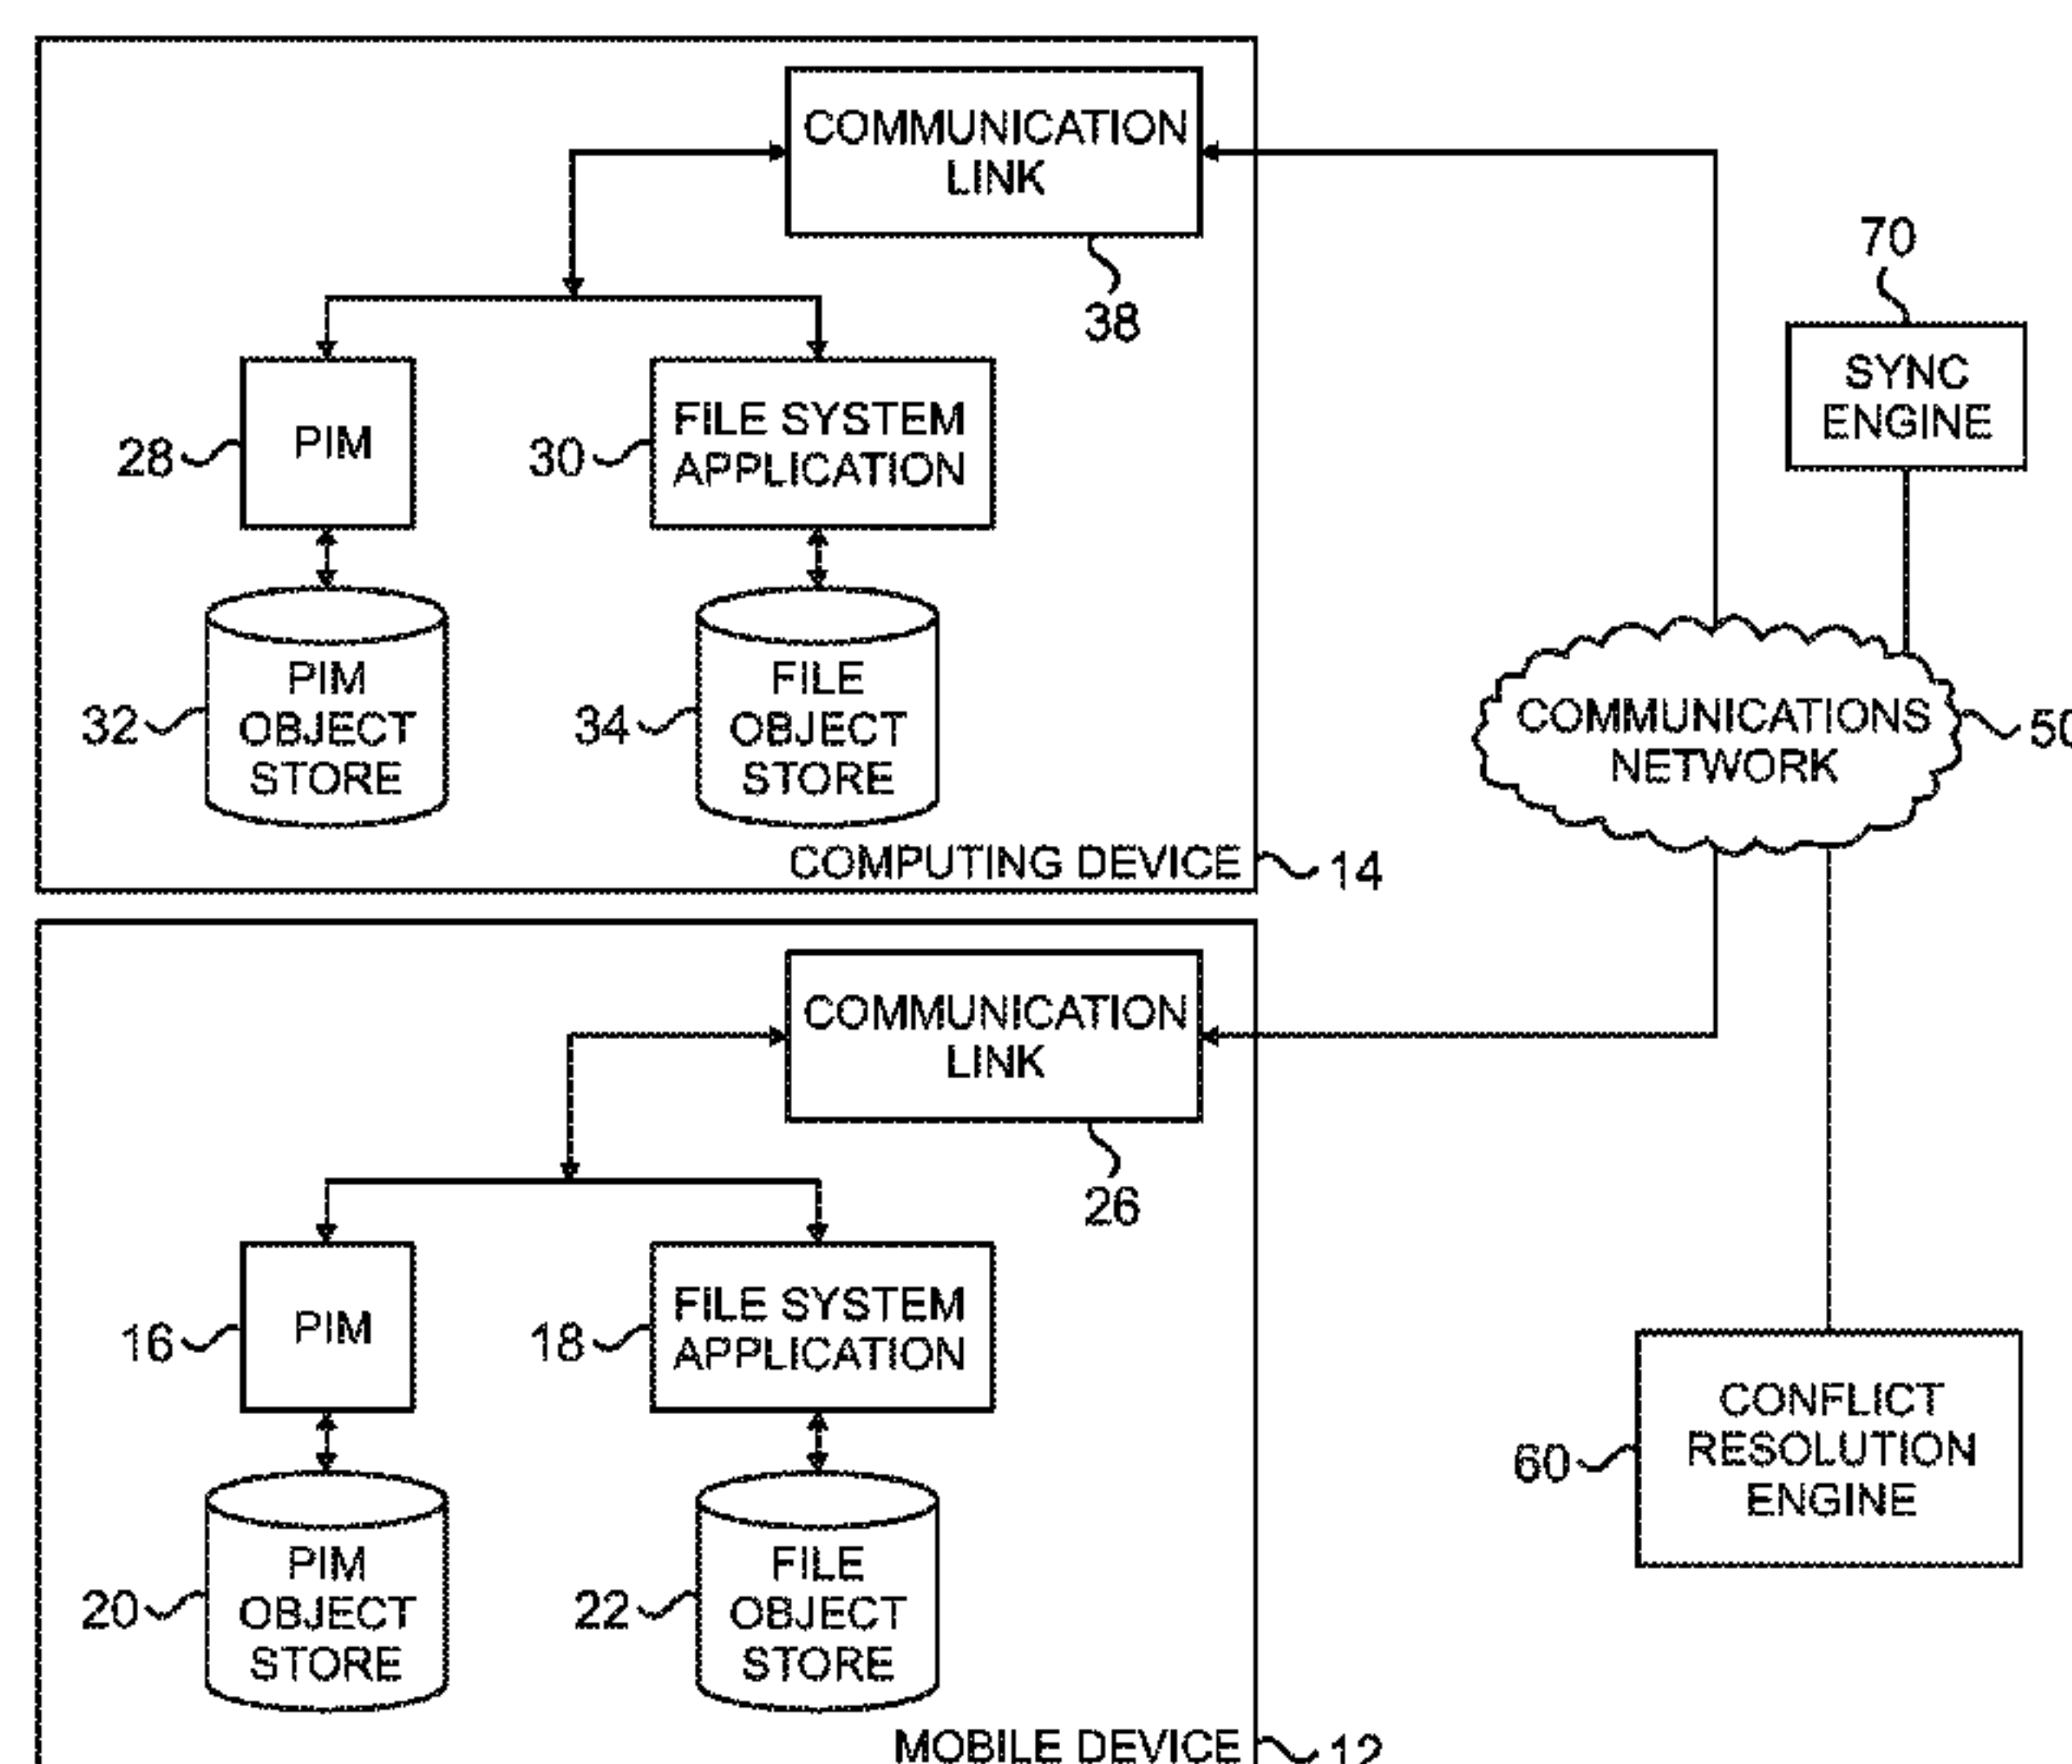 COMMUNICATION
LINK
38
70
SYNC
ENGINE
28
PIM
30
FILE SYSTEM
APPLICATION
32
PIM
OBJECT
STORE
34
FILE
OBJECT
STORE
COMMUNICATIONS
NETWORK
50
COMPUTING DEVICE
14
COMMUNICATION
LINK
26
16
PIM
18
FILE SYSTEM
APPLICATION
60
CONFLICT
RESOLUTION
ENGINE
20
PIM
OBJECT
STORE
22
FILE
OBJECT
STORE
MOBILE DEVICE
12